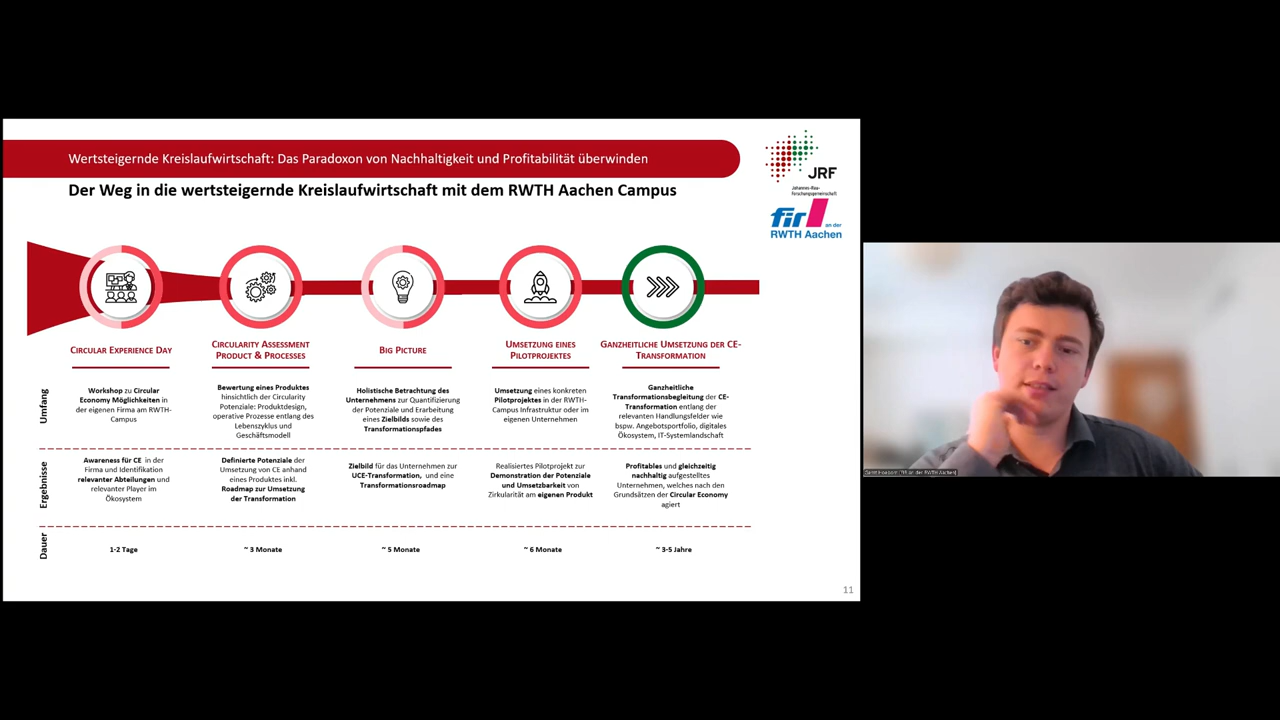 Wertsteigernde Kreislaufwirtschaft: Das Paradoxon von Nachhaltigkeit und Profitabilität überwinden
Der Weg in die wertsteigernde Kreislaufwirtschaft mit dem RWTH Aachen Campus
JRF
Johannes-Rau-
Forschungsgemeinschaft
fir an der
RWTH Aachen
CIRCULAR EXPERIENCE DAY
CIRCULARITY ASSESSMENT
PRODUCT & PROCESSES
BIG PICTURE
UMSETZUNG EINES
PILOTPROJEKTES
GANZHEITLICHE UMSETZUNG DER CE-
TRANSFORMATION
Umfang
Workshop zu Circular
Economy Möglichkeiten in
der eigenen Firma am RWTH-
Campus
Bewertung eines Produktes
hinsichtlich der Circularity
Potenziale: Produktdesign,
operative Prozesse entlang des
Lebenszyklus und
Geschäftsmodell
Holistische Betrachtung des
Unternehmens zur Quantifizierung
der Potenziale und Erarbeitung
eines Zielbilds sowie des
Transformationspfades
Umsetzung eines konkreten
Pilotprojektes in der RWTH-
Campus Infrastruktur oder im
eigenen Unternehmen
Ganzheitliche
Transformationsbegleitung der CE-
Transformation entlang der
relevanten Handlungsfelder wie
bspw. Angebotsportfolio, digitales
Ökosystem, IT-Systemlandschaft
Ergebnisse
Awareness für CE in der
Firma und Identifikation
relevanter Abteilungen und
relevanter Player im
Ökosystem
Definierte Potenziale der
Umsetzung von CE anhand
eines Produktes inkl.
Roadmap zur Umsetzung
der Transformation
Zielbild für das Unternehmen zur
UCE-Transformation, und eine
Transformationsroadmap
Realisiertes Pilotprojekt zur
Demonstration der Potenziale
und Umsetzbarkeit von
Zirkularität am eigenen Produkt
Profitables und gleichzeitig
nachhaltig aufgestelltes
Unternehmen, welches nach den
Grundsätzen der Circular Economy
agiert
Dauer
1-2 Tage
~ 3 Monate
~ 5 Monate
~ 6 Monate
~ 3-5 Jahre
11
an der RWTH Aachen